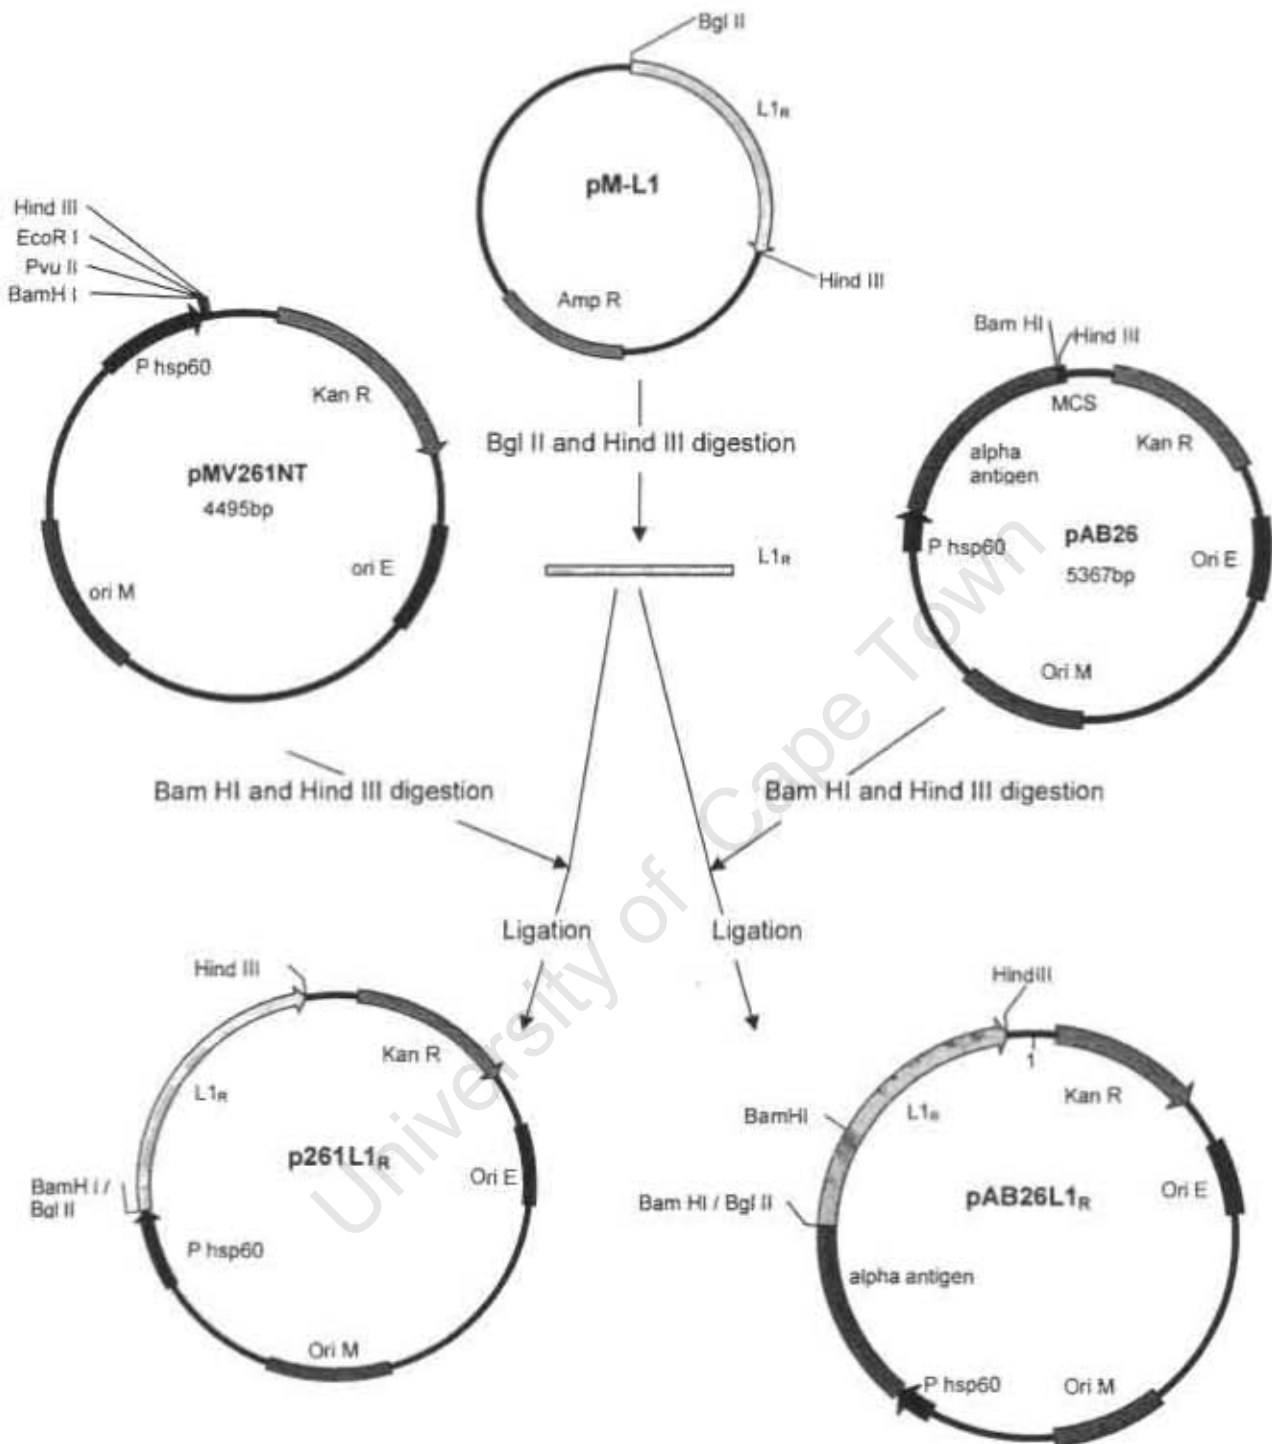 Bgl II
L1R
pM-L1
Hind III
Amp R
Hind III
EcoR I
Pvu II
BamH I
P hsp60
Kan R
pMV261NT
4495bp
ori E
ori M
Bgl II and Hind III digestion
L1R
Bam HI
Hind III
MCS
Kan R
alpha
antigen
P hsp60
pAB26
5367bp
Ori E
Ori M
Bam HI and Hind III digestion
Bam HI and Hind III digestion
Ligation
Ligation
Hind III
Kan R
L1R
p261L1R
Ori E
BamH I /
Bgl II
P hsp60
Ori M
HindIII
1
Kan R
BamHI
L1R
Bam HI / Bgl II
pAB26L1R
Ori E
alpha antigen
P hsp60
Ori M
University of Cape Town